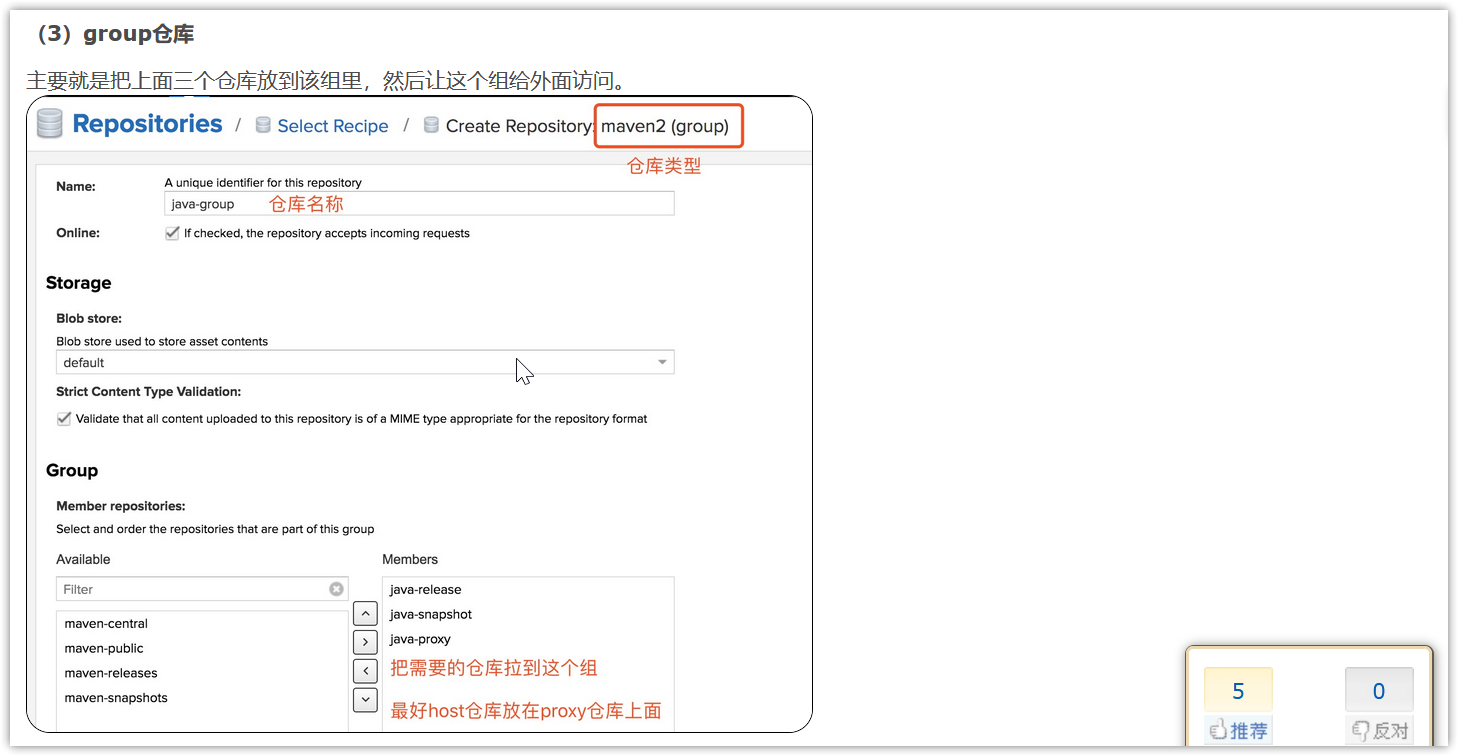 （3）group仓库
主要就是把上面三个仓库放到该组里，然后让这个组给外面访问。
Repositories / Select Recipe / Create Repository: maven2 (group)
仓库类型
Name:
A unique identifier for this repository
java-group 仓库名称
Online:
If checked, the repository accepts incoming requests
Storage
Blob store:
Blob store used to store asset contents
default
Strict Content Type Validation:
Validate that all content uploaded to this repository is of a MIME type appropriate for the repository format
Group
Member repositories:
Select and order the repositories that are part of this group
Available
Filter
maven-central
maven-public
maven-releases
maven-snapshots
Members
java-release
java-snapshot
java-proxy
把需要的仓库拉到这个组
最好host仓库放在proxy仓库上面
5
推荐
0
反对